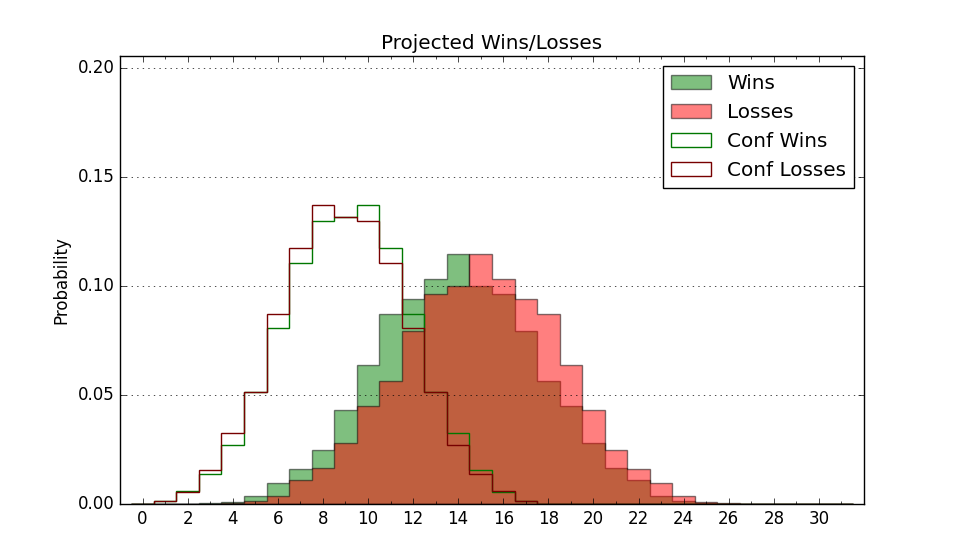 Projected Wins/Losses
Wins
Losses
Conf Wins
Conf Losses
Probability
0.20
0.15
0.10
0.05
0.00
0 2 4 6 8 10 12 14 16 18 20 22 24 26 28 30